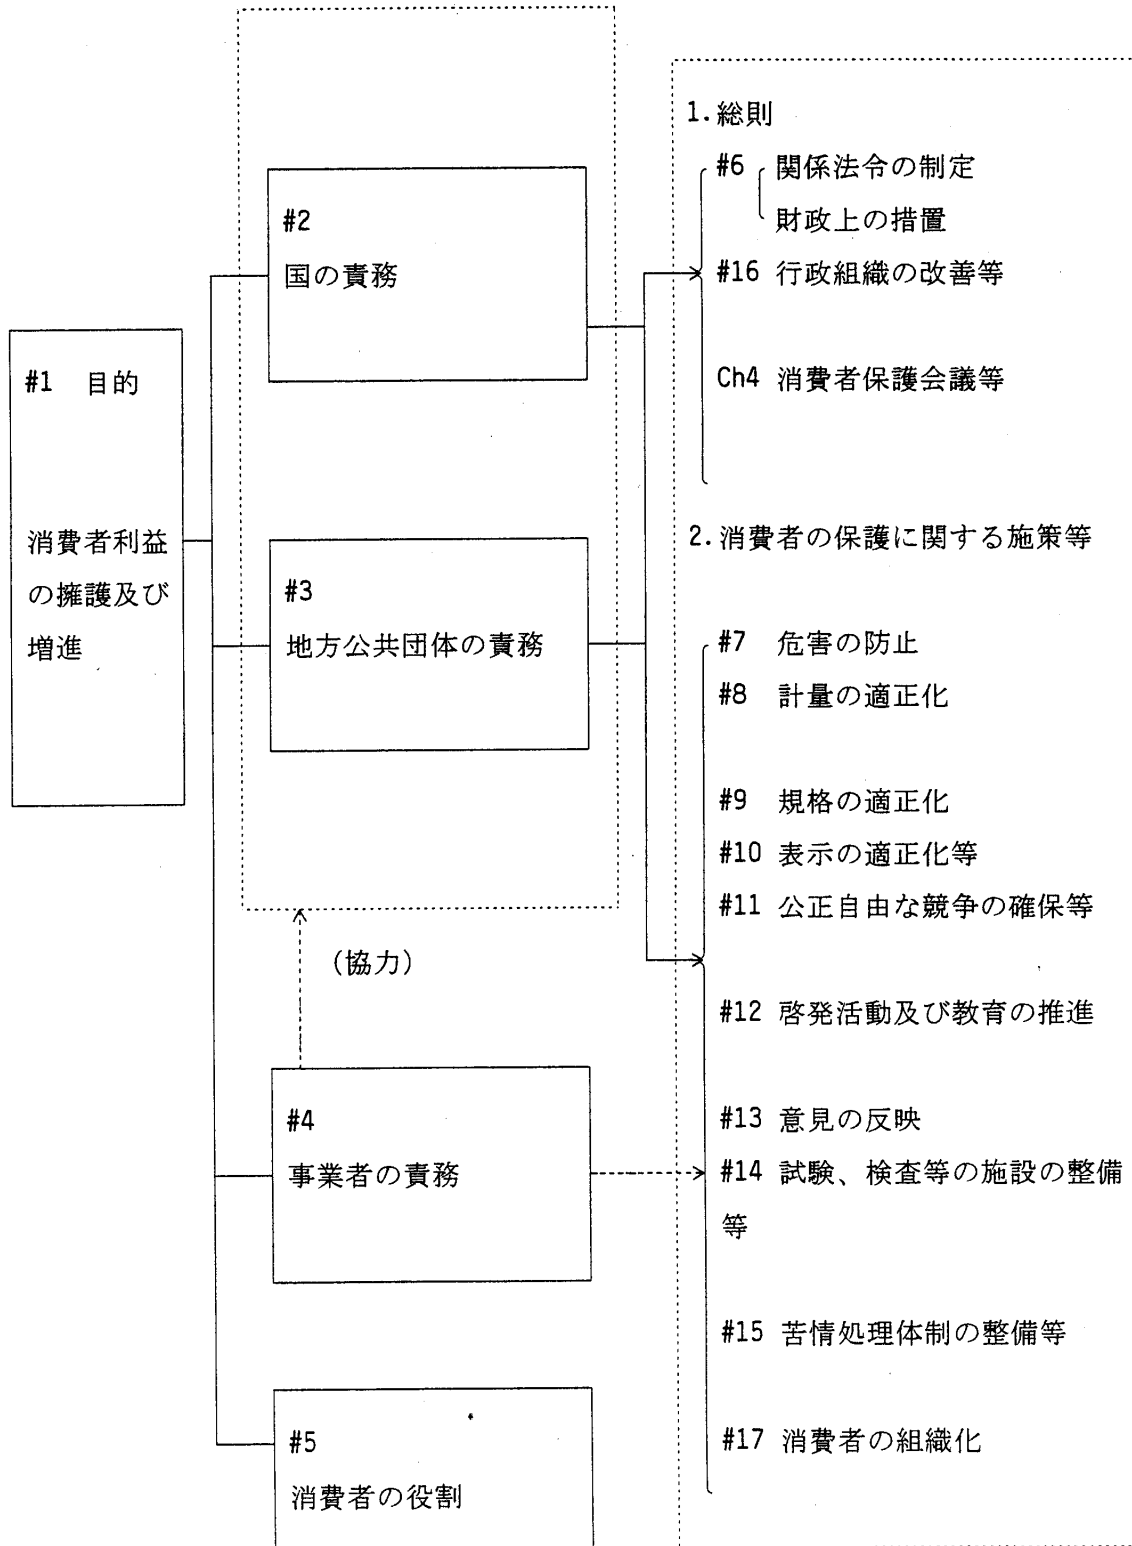 #1 目的
消費者利益
の擁護及び
増進
#2
国の責務
#3
地方公共団体の責務
(協力)
#4
事業者の責務
#5
消費者の役割
1.総則
#6 関係法令の制定
財政上の措置
#16 行政組織の改善等
Ch4 消費者保護会議等
2.消費者の保護に関する施策等
#7 危害の防止
#8 計量の適正化
#9 規格の適正化
#10 表示の適正化等
#11 公正自由な競争の確保等
#12 啓発活動及び教育の推進
#13 意見の反映
#14 試験、検査等の施設の整備
等
#15 苦情処理体制の整備等
#17 消費者の組織化